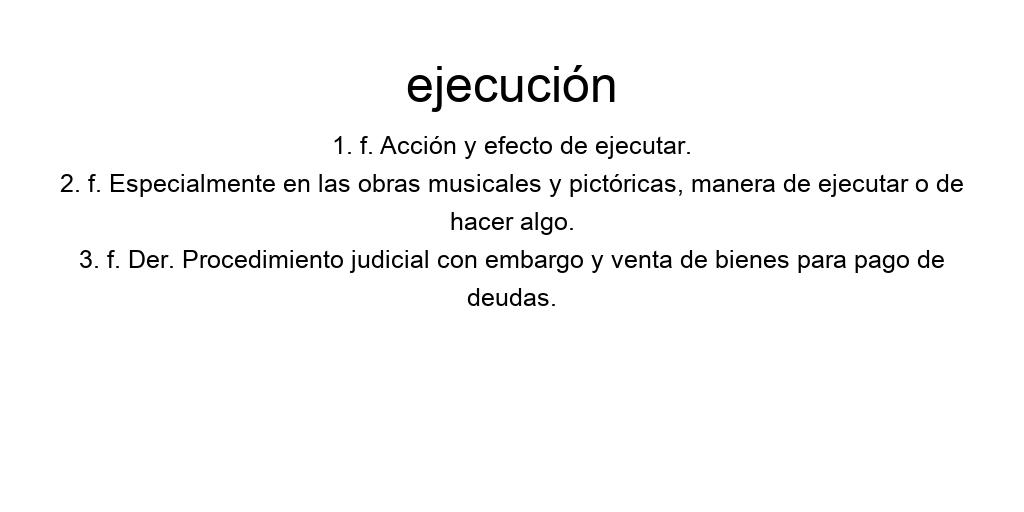 ejecución
1. f. Acción y efecto de ejecutar.
2. f. Especialmente en las obras musicales y pictóricas, manera de ejecutar o de
hacer algo.
3. f. Der. Procedimiento judicial con embargo y venta de bienes para pago de
deudas.